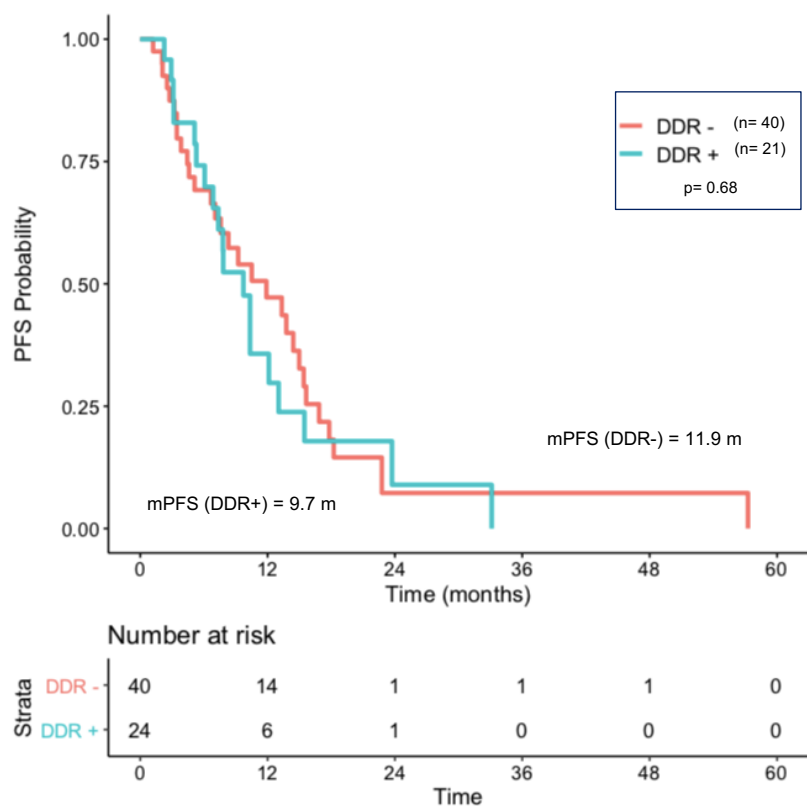 1.00
0.75
0.50
0.25
0.00
PFS Probability
DDR - (n= 40)
DDR + (n= 21)
p= 0.68
mPFS (DDR-) = 11.9 m
mPFS (DDR+) = 9.7 m
0 12 24 36 48 60
Time (months)
Number at risk
Strata
DDR - 40 14 1 1 1 0
DDR + 24 6 1 0 0 0
0 12 24 36 48 60
Time